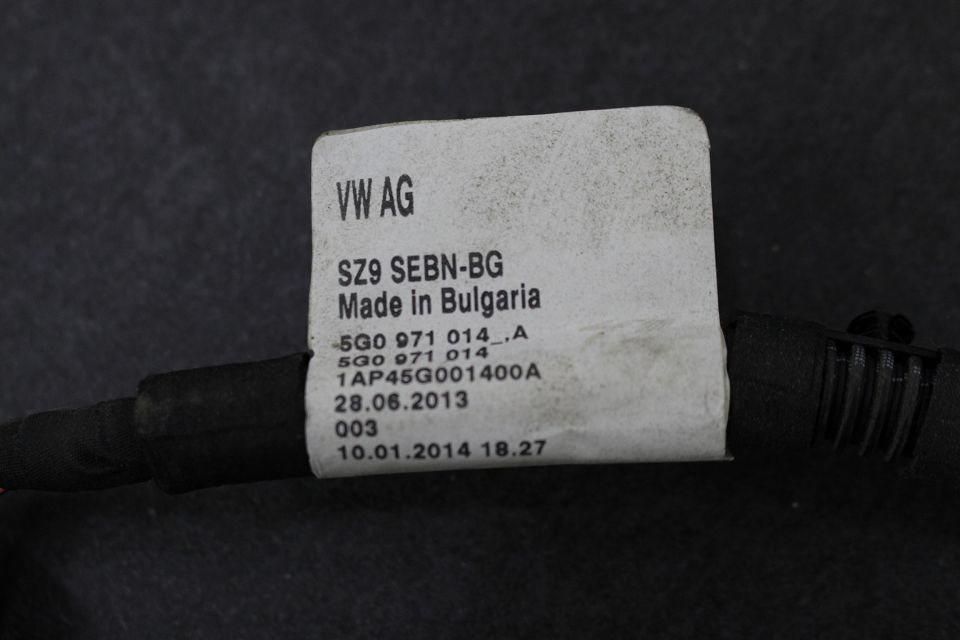 VW AG
SZ9 SEBN-BG
Made in Bulgaria
5G0 971 014_,A
5G0 971 014
1AP45G001400A
28.06.2013
003
10.01.2014 18.27